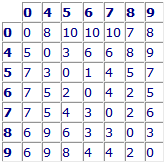 0 4 5 6 7 8 9
0 0 8 10 10 10 7 8
4 5 0 3 6 6 8 9
5 7 3 0 1 4 5 7
6 7 5 2 0 4 2 5
7 7 5 4 3 0 2 6
8 6 9 6 3 3 0 3
9 6 9 8 4 4 2 0